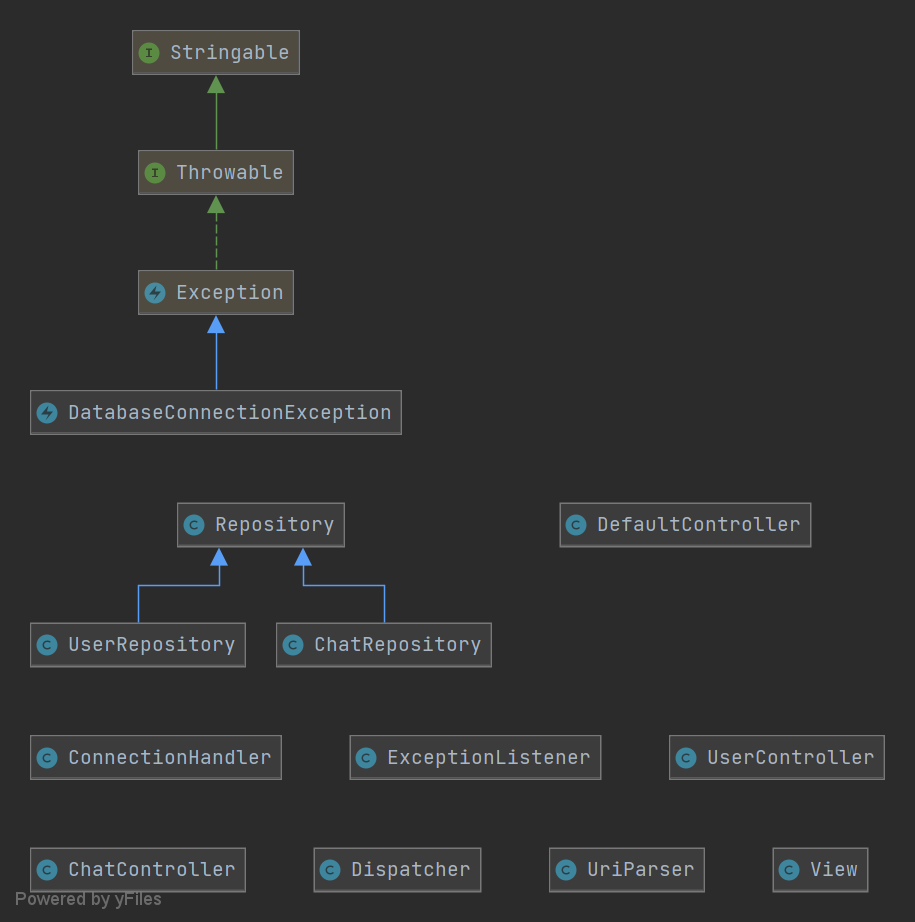 I Stringable
I Throwable
Exception
DatabaseConnectionException
C Repository
C DefaultController
C UserRepository
C ChatRepository
C ConnectionHandler
C ExceptionListener
C UserController
C ChatController
C Dispatcher
C UriParser
C View
Powered by yFiles